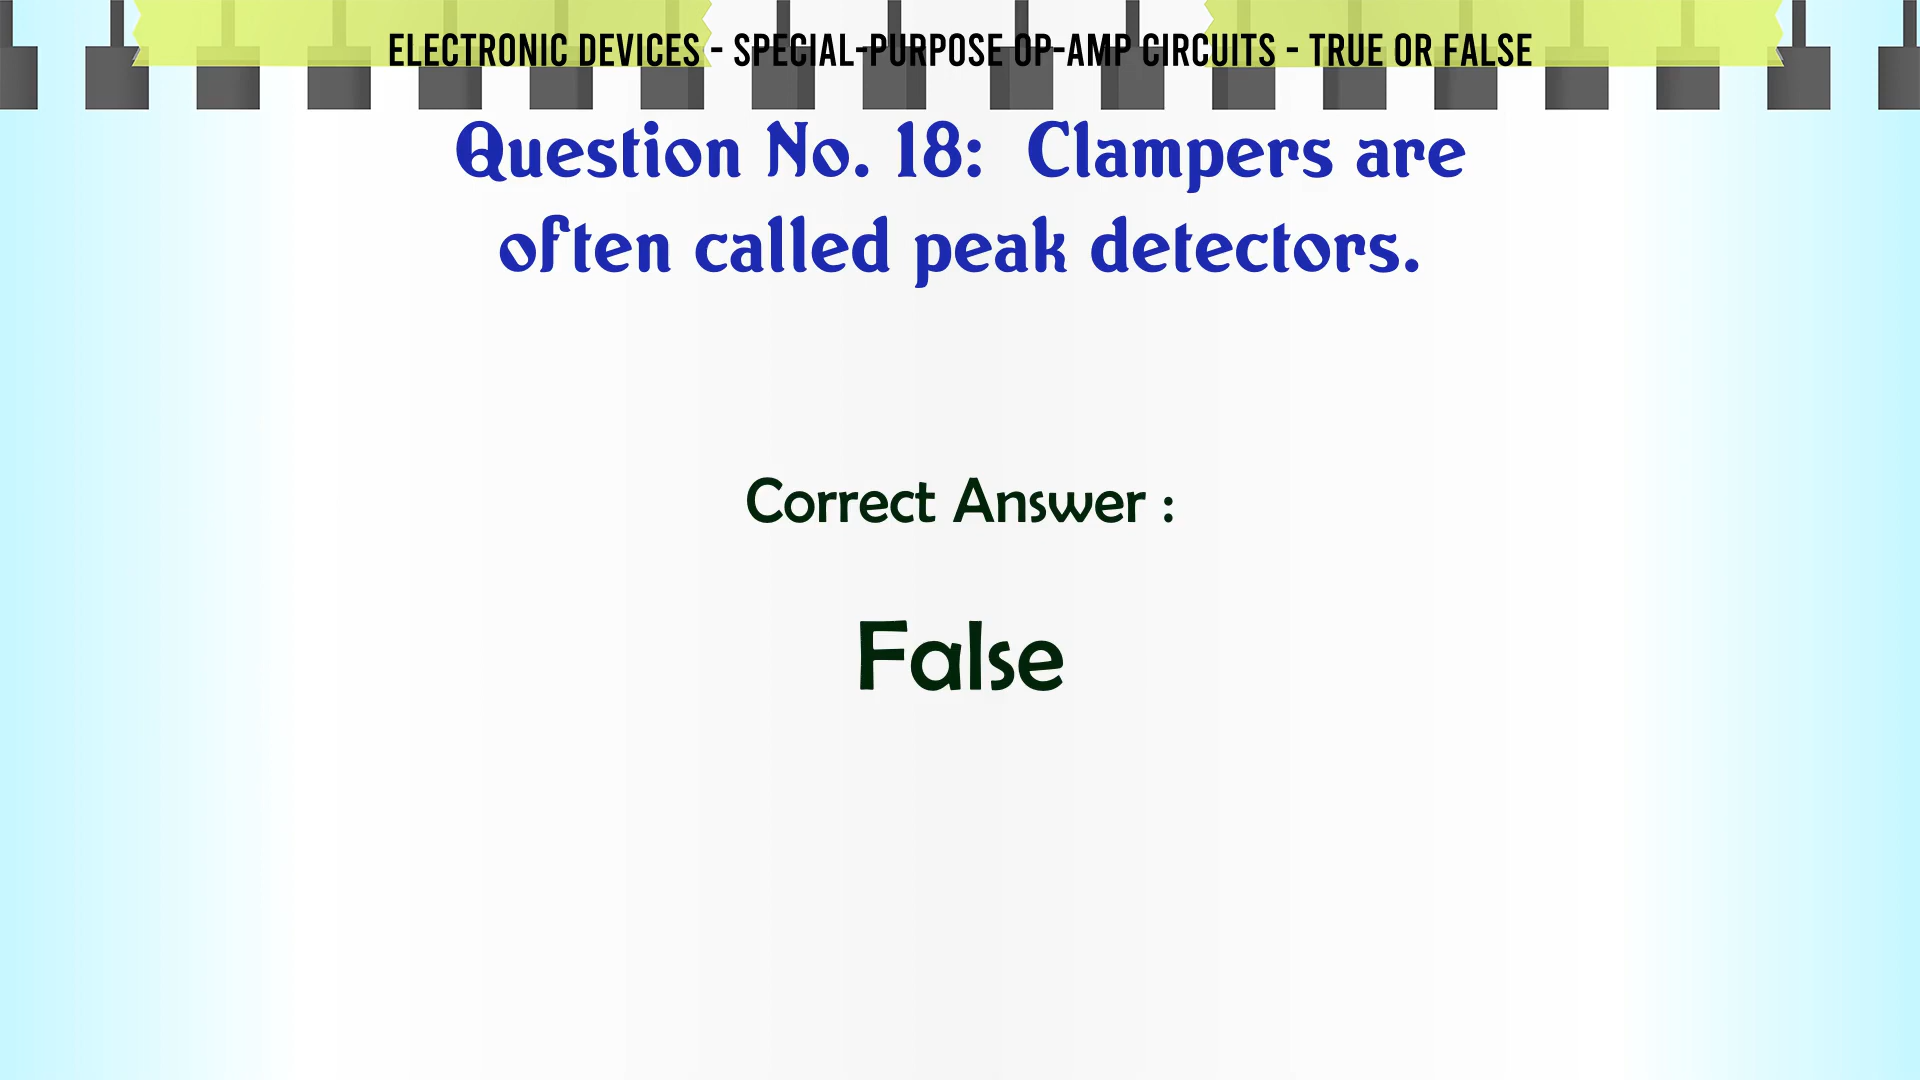 ELECTRONIC DEVICES - SPECIAL-PURPOSE OP-AMP CIRCUITS - TRUE OR FALSE
Question No. 18: Clampers are
often called peak detectors.
Correct Answer :
False